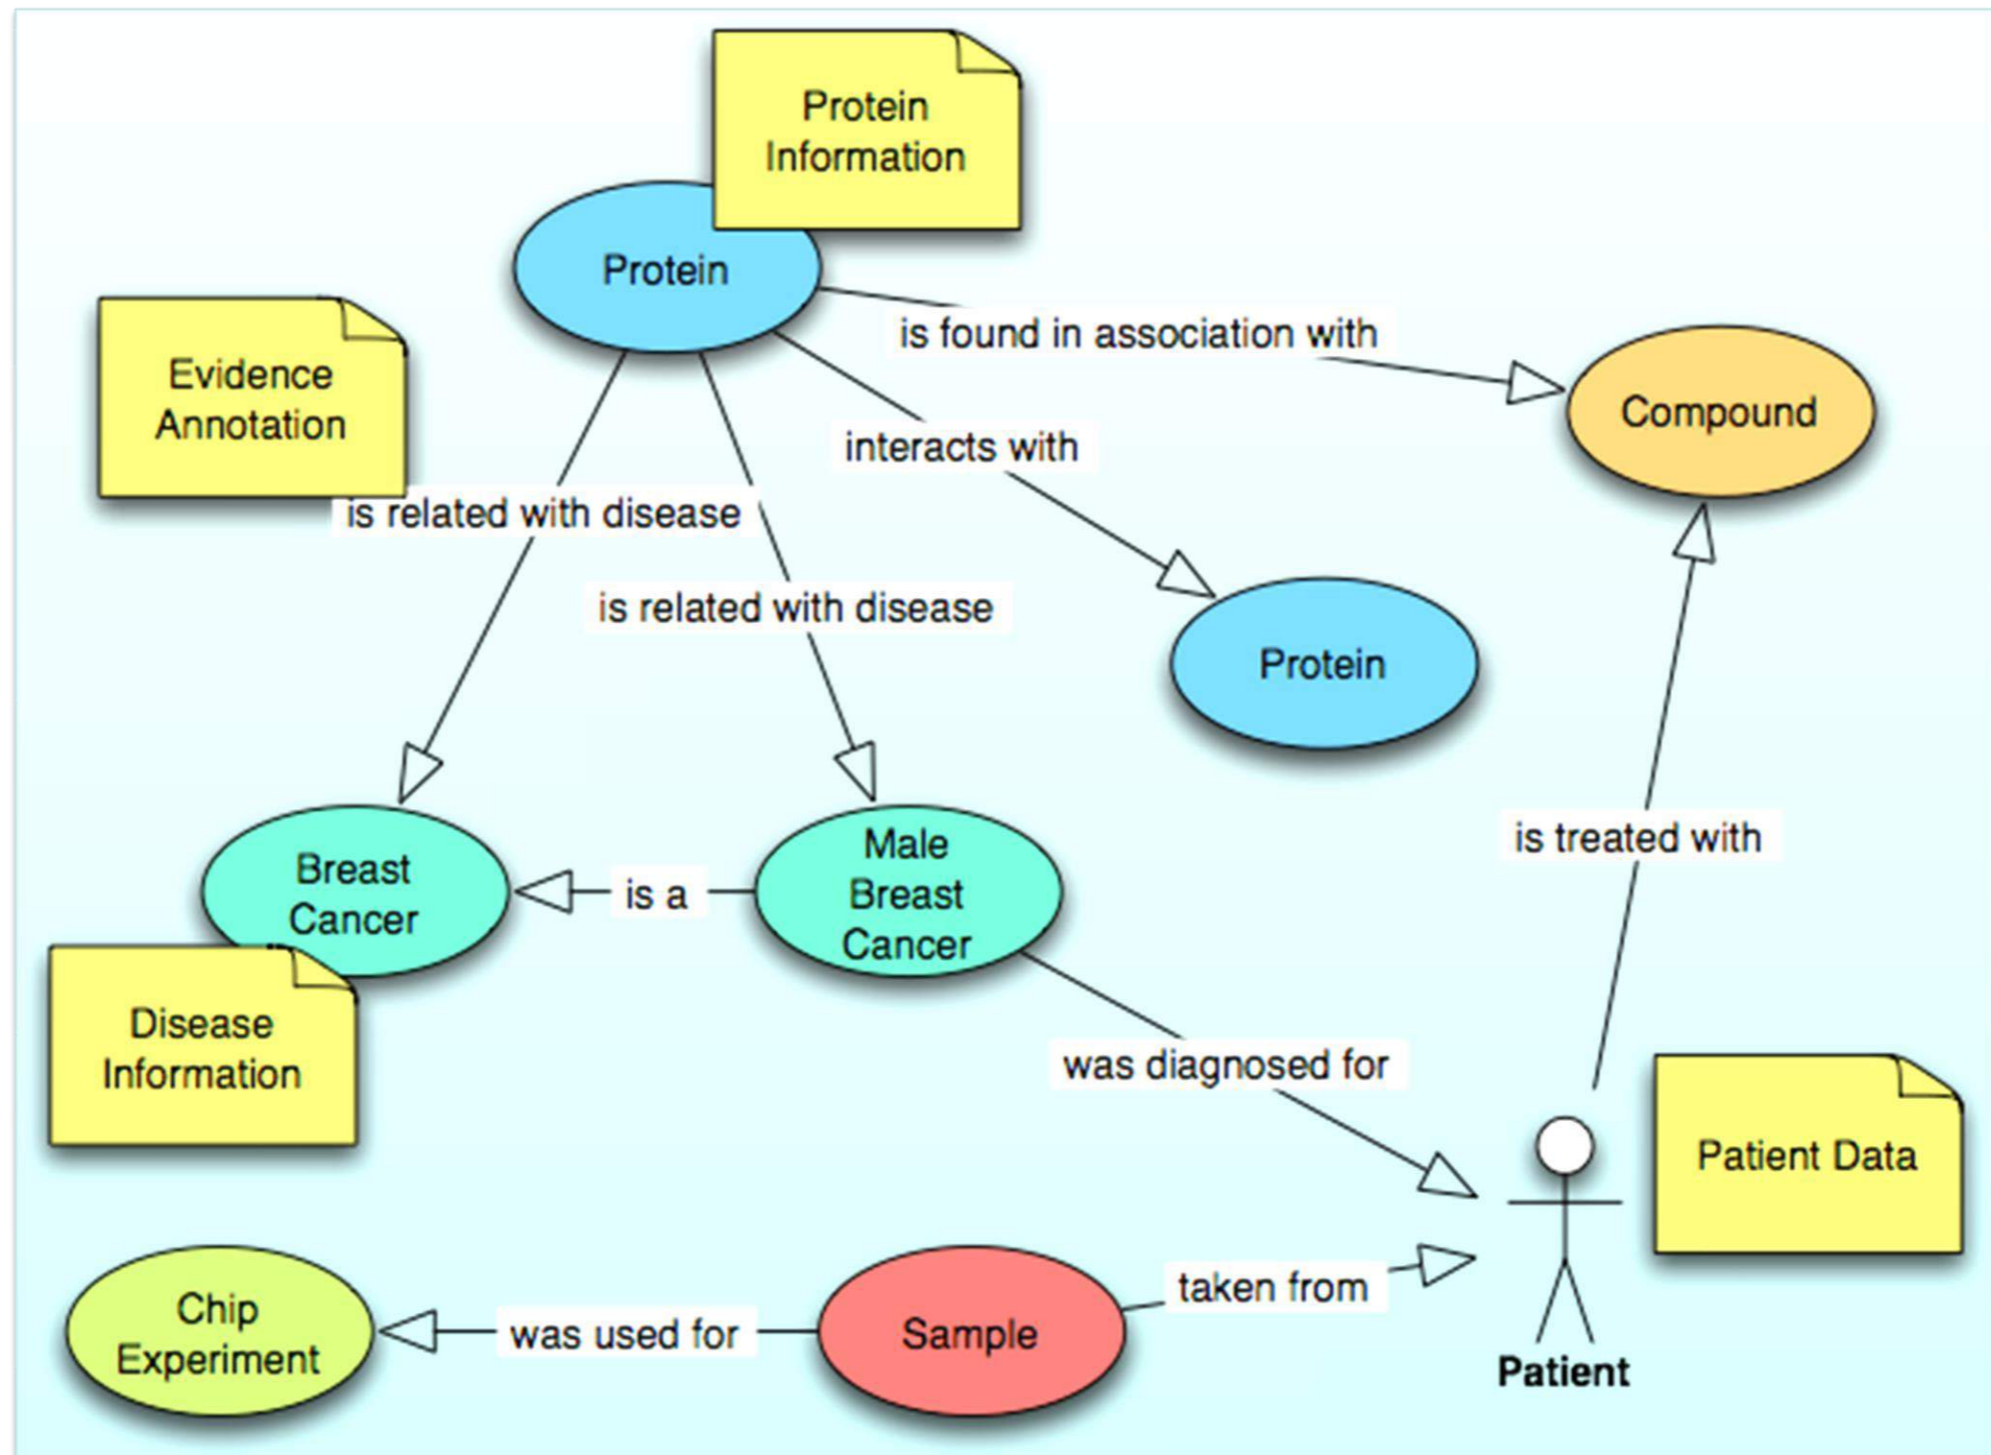 Protein
Information
Protein
is found in association with
Evidence
Annotation
Compound
interacts with
is related with disease
is related with disease
Protein
is treated with
Breast
Cancer
is a
Male
Breast
Cancer
Disease
Information
was diagnosed for
Patient Data
Chip
Experiment
was used for
Sample
taken from
Patient